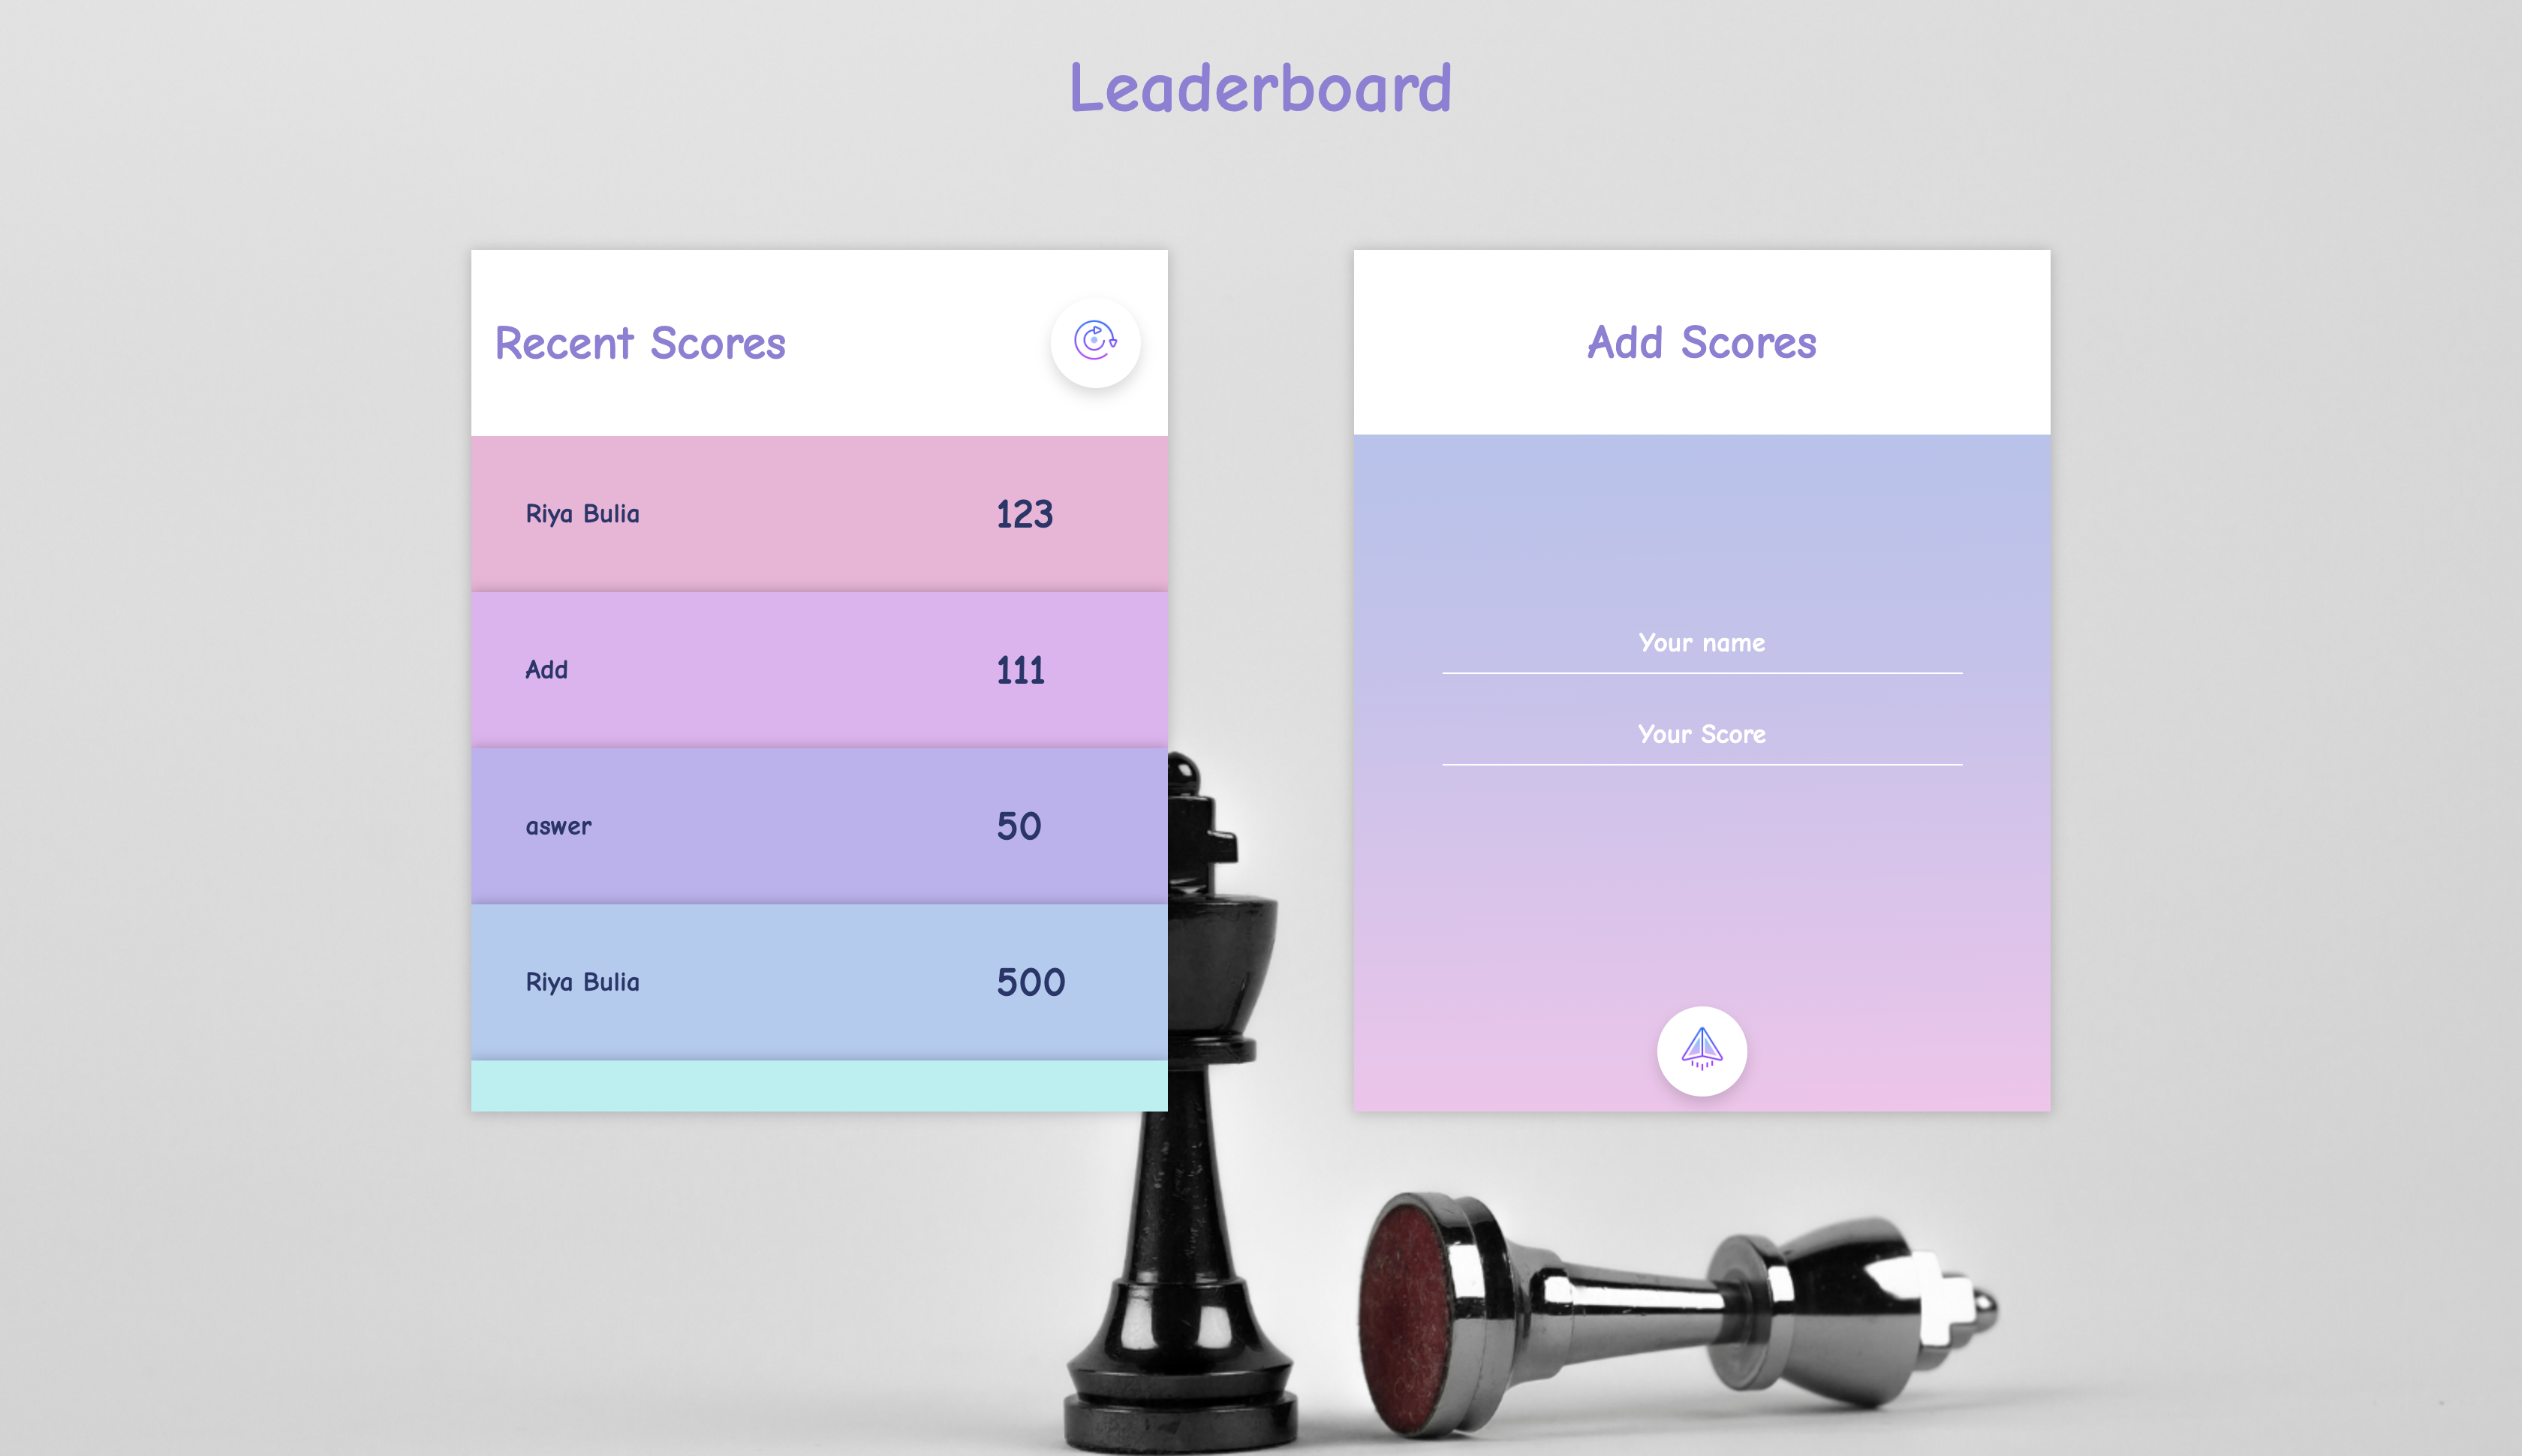 Leaderboard
Recent Scores
Riya Bulia 123
Add 111
aswer 50
Riya Bulia 500
Add Scores
Your name
Your Score